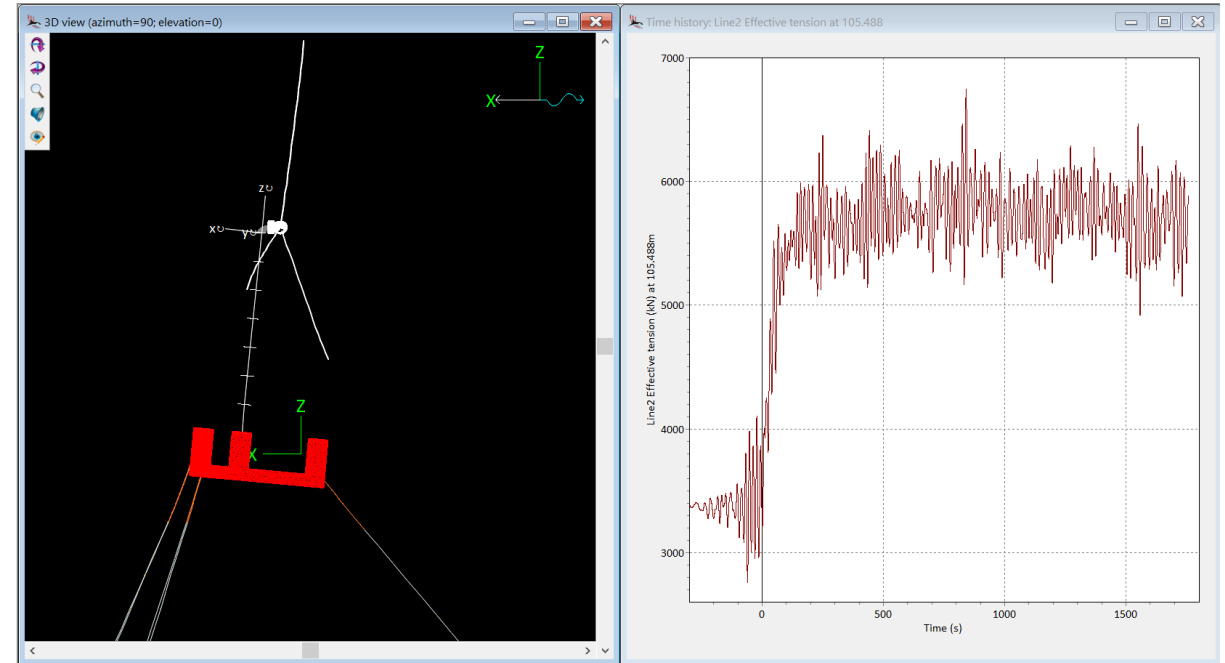 3D view (azimuth=90; elevation=0)
Z
X
z
x
y
Z
X
Time history: Line2 Effective tension at 105.488
Line2 Effective tension (kN) at 105.488m
7000
6000
5000
4000
3000
0
500
1000
1500
Time (s)